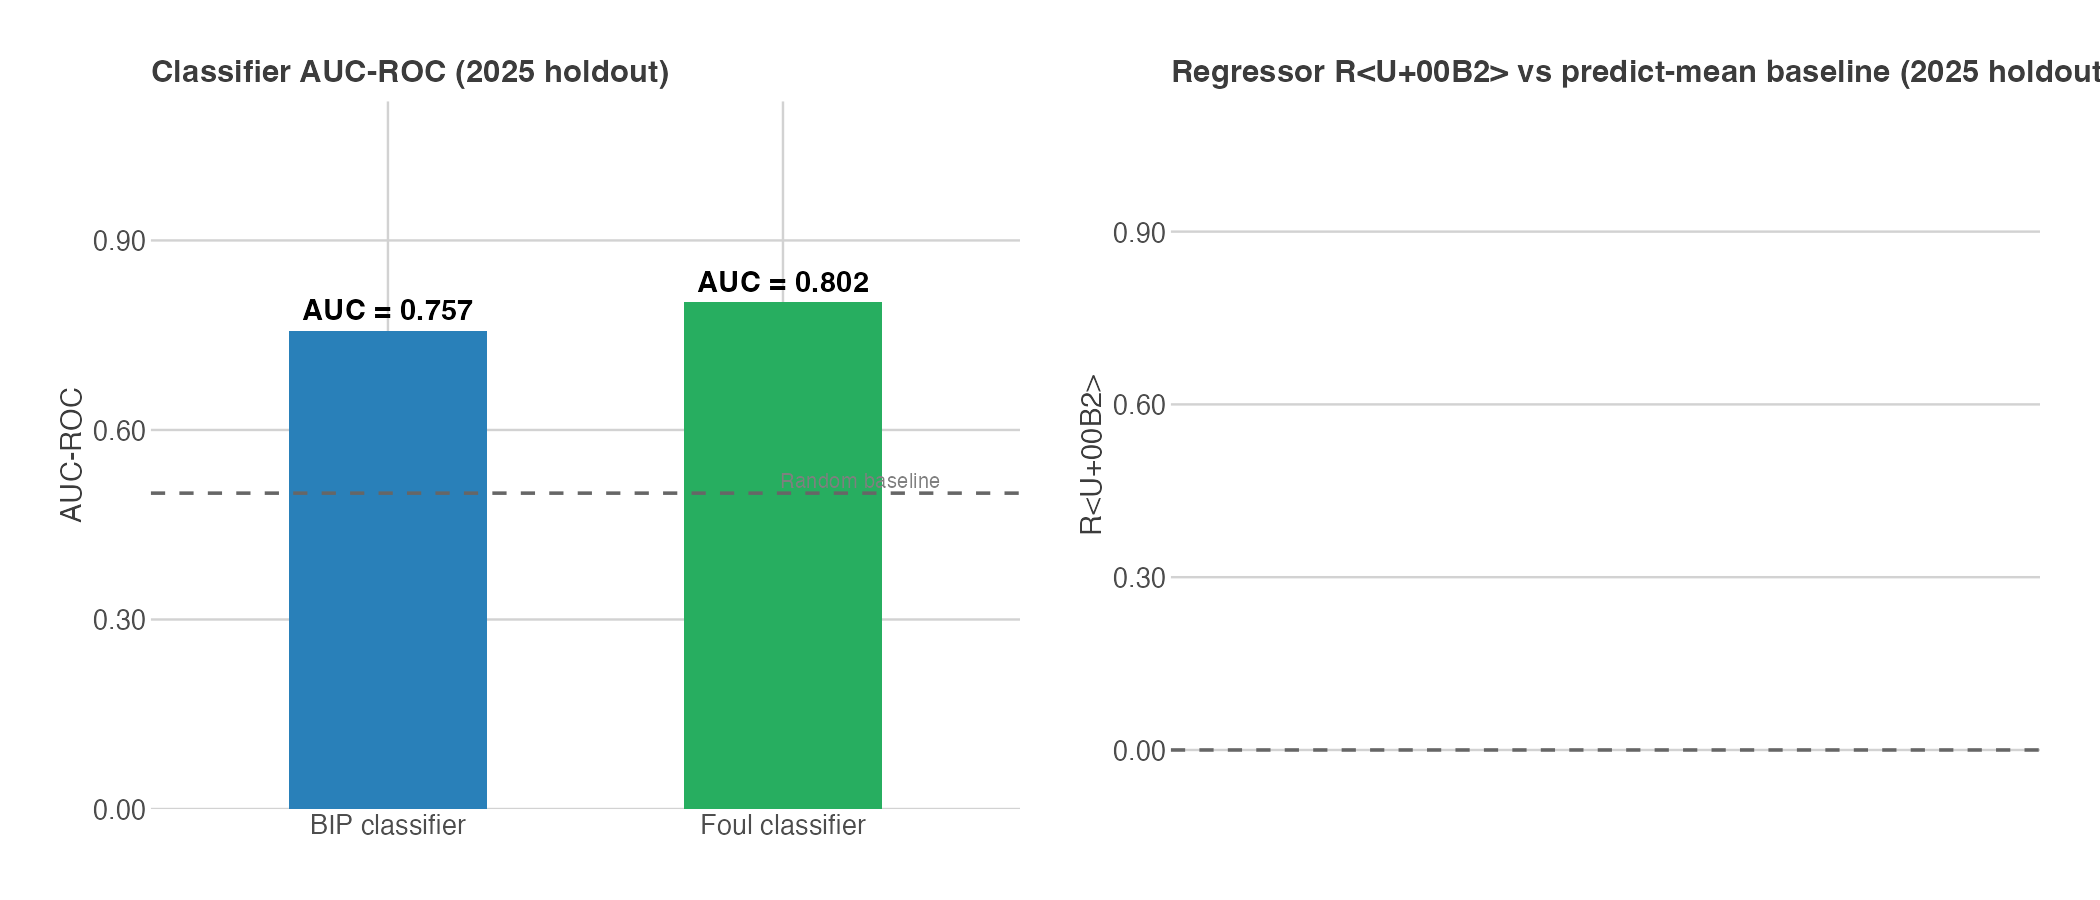 Classifier AUC-ROC (2025 holdout)
AUC-ROC
0.90
0.60
0.30
0.00
AUC = 0.757
AUC = 0.802
Random baseline
BIP classifier
Foul classifier
Regressor R<U+00B2> vs predict-mean baseline (2025 holdout
R<U+00B2>
0.90
0.60
0.30
0.00